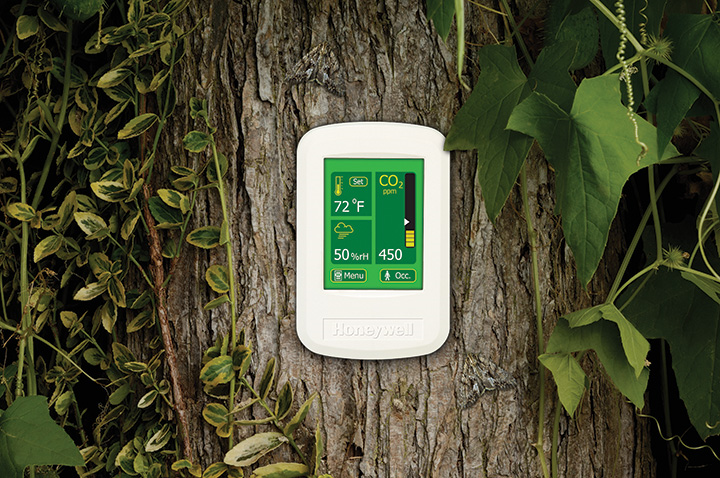 Set
72 °F
CO2
ppm
50 %rH
450
Menu
Occ.
Honeywell